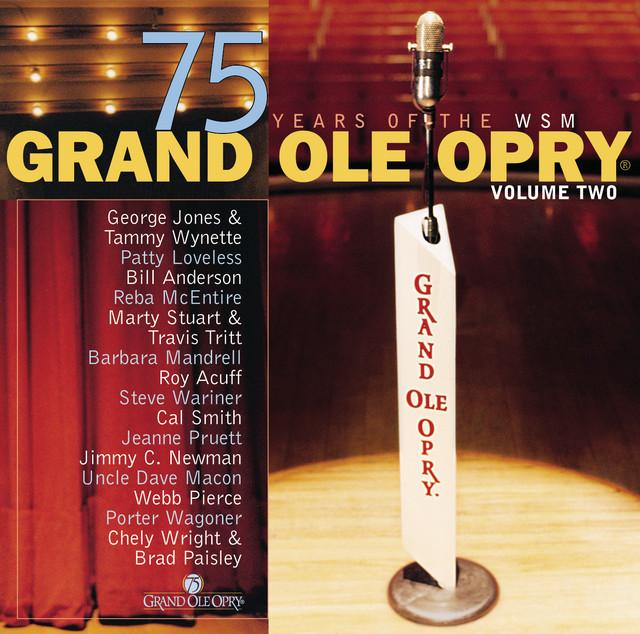 75
YEARS OF THE WSM
GRAND OLE OPRY®
VOLUME TWO
George Jones &
Tammy Wynette
Patty Loveless
Bill Anderson
Reba McEntire
Marty Stuart &
Travis Tritt
Barbara Mandrell
Roy Acuff
Steve Wariner
Cal Smith
Jeanne Pruett
Jimmy C. Newman
Uncle Dave Macon
Webb Pierce
Porter Wagoner
Chely Wright &
Brad Paisley
75
GRAND OLE OPRY®
GRAND
OLE
OPRY.